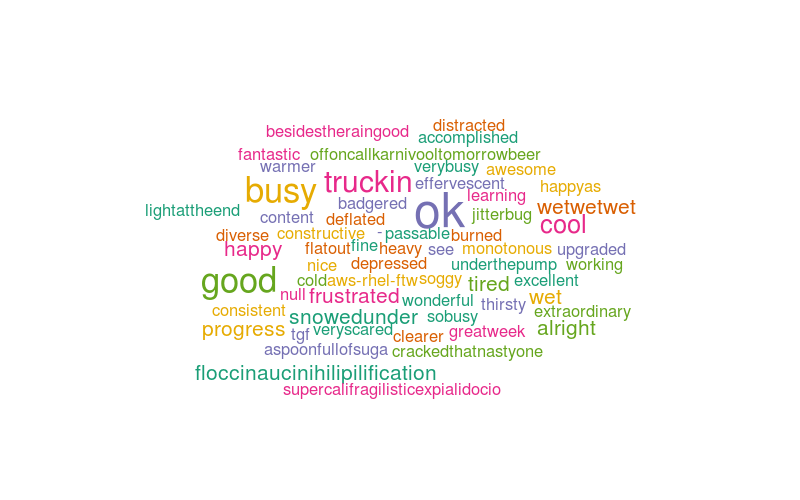 distracted
besidestheraingood accomplished
fantastic offoncallkarnivooltomorrowbeer
warmer verybusy awesome
busy truckin effervescent happyas
lightattheend badgered ok learning wetwetwet
content deflated jitterbug cool
diverse constructive - passable burned
happy flatout fine heavy see monotonous upgraded
nice depressed underthepump working
good cold aws-rhel-ftw soggy tired excellent
null frustrated wonderful thirsty wet
consistent snowedunder sobusy extraordinary
progress tgf veryscared clearer greatweek alright
aspoonfullofsuga crackedthatnastyone
floccinaucinihilipilification
supercalifragilisticexpialidocio